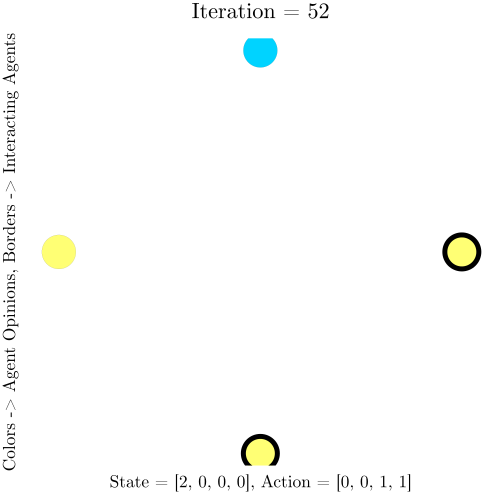 Iteration = 52
Colors -> Agent Opinions, Borders -> Interacting Agents
State = [2, 0, 0, 0], Action = [0, 0, 1, 1]